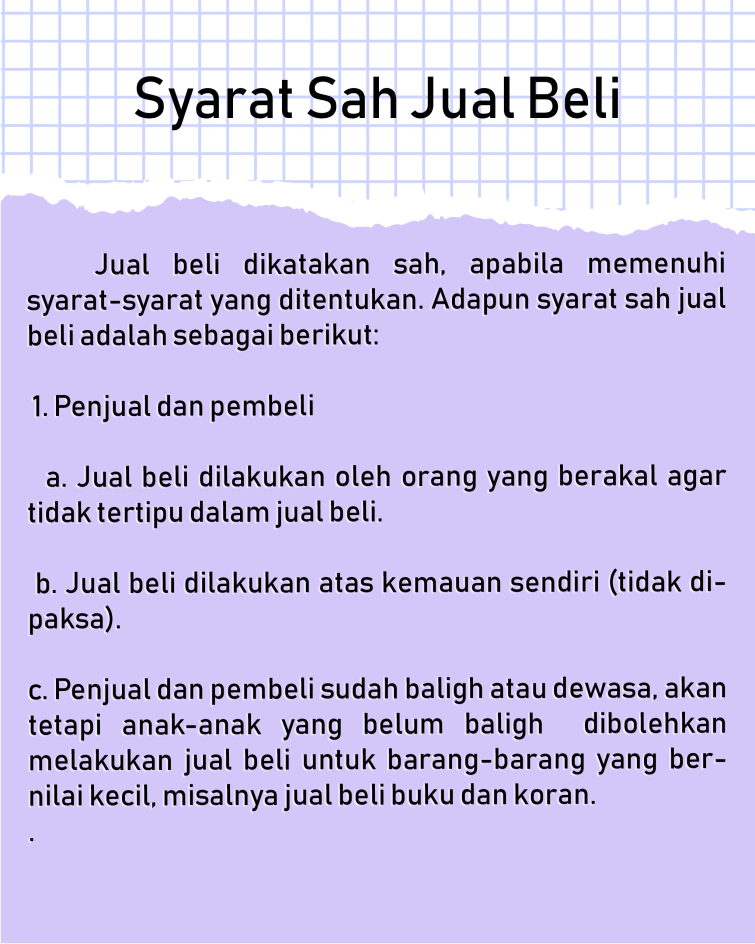 Syarat Sah Jual Beli
Jual beli dikatakan sah, apabila memenuhi
syarat-syarat yang ditentukan. Adapun syarat sah jual
beli adalah sebagai berikut:
1. Penjual dan pembeli
a. Jual beli dilakukan oleh orang yang berakal agar
tidak tertipu dalam jual beli.
b. Jual beli dilakukan atas kemauan sendiri (tidak di-
paksa).
c. Penjual dan pembeli sudah baligh atau dewasa, akan
tetapi anak-anak yang belum baligh dibolehkan
melakukan jual beli untuk barang-barang yang ber-
nilai kecil, misalnya jual beli buku dan koran.
.